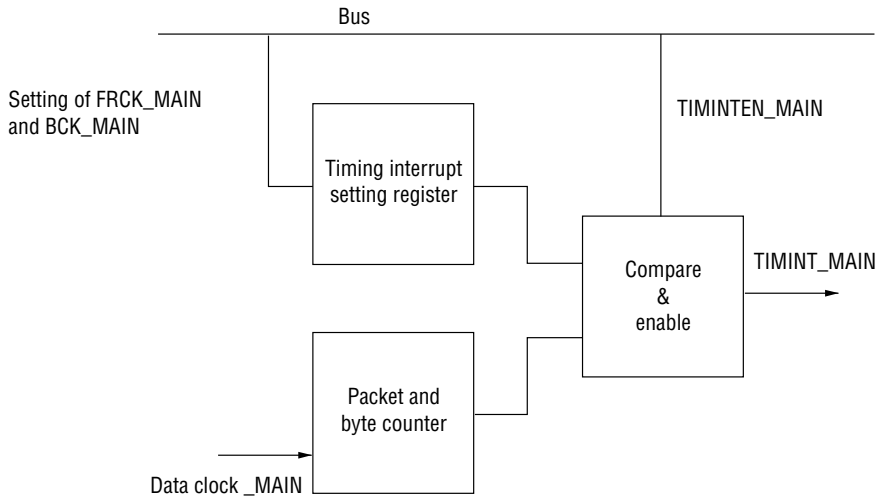 Bus
Setting of FRCK_MAIN
and BCK_MAIN
TIMINTEN_MAIN
Timing interrupt
setting register
TIMINT_MAIN
Compare
&
enable
Packet and
byte counter
Data clock _MAIN